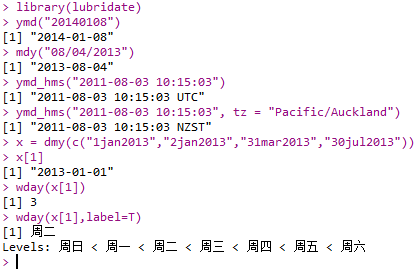 > library(lubridate)
> ymd("20140108")
[1] "2014-01-08"
> mdy("08/04/2013")
[1] "2013-08-04"
> ymd_hms("2011-08-03 10:15:03")
[1] "2011-08-03 10:15:03 UTC"
> ymd_hms("2011-08-03 10:15:03", tz = "Pacific/Auckland")
[1] "2011-08-03 10:15:03 NZST"
> x = dmy(c("1jan2013","2jan2013","31mar2013","30jul2013"))
> x[1]
[1] "2013-01-01"
> wday(x[1])
[1] 3
> wday(x[1],label=T)
[1] 周二
Levels: 周日 < 周一 < 周二 < 周三 < 周四 < 周五 < 周六
>